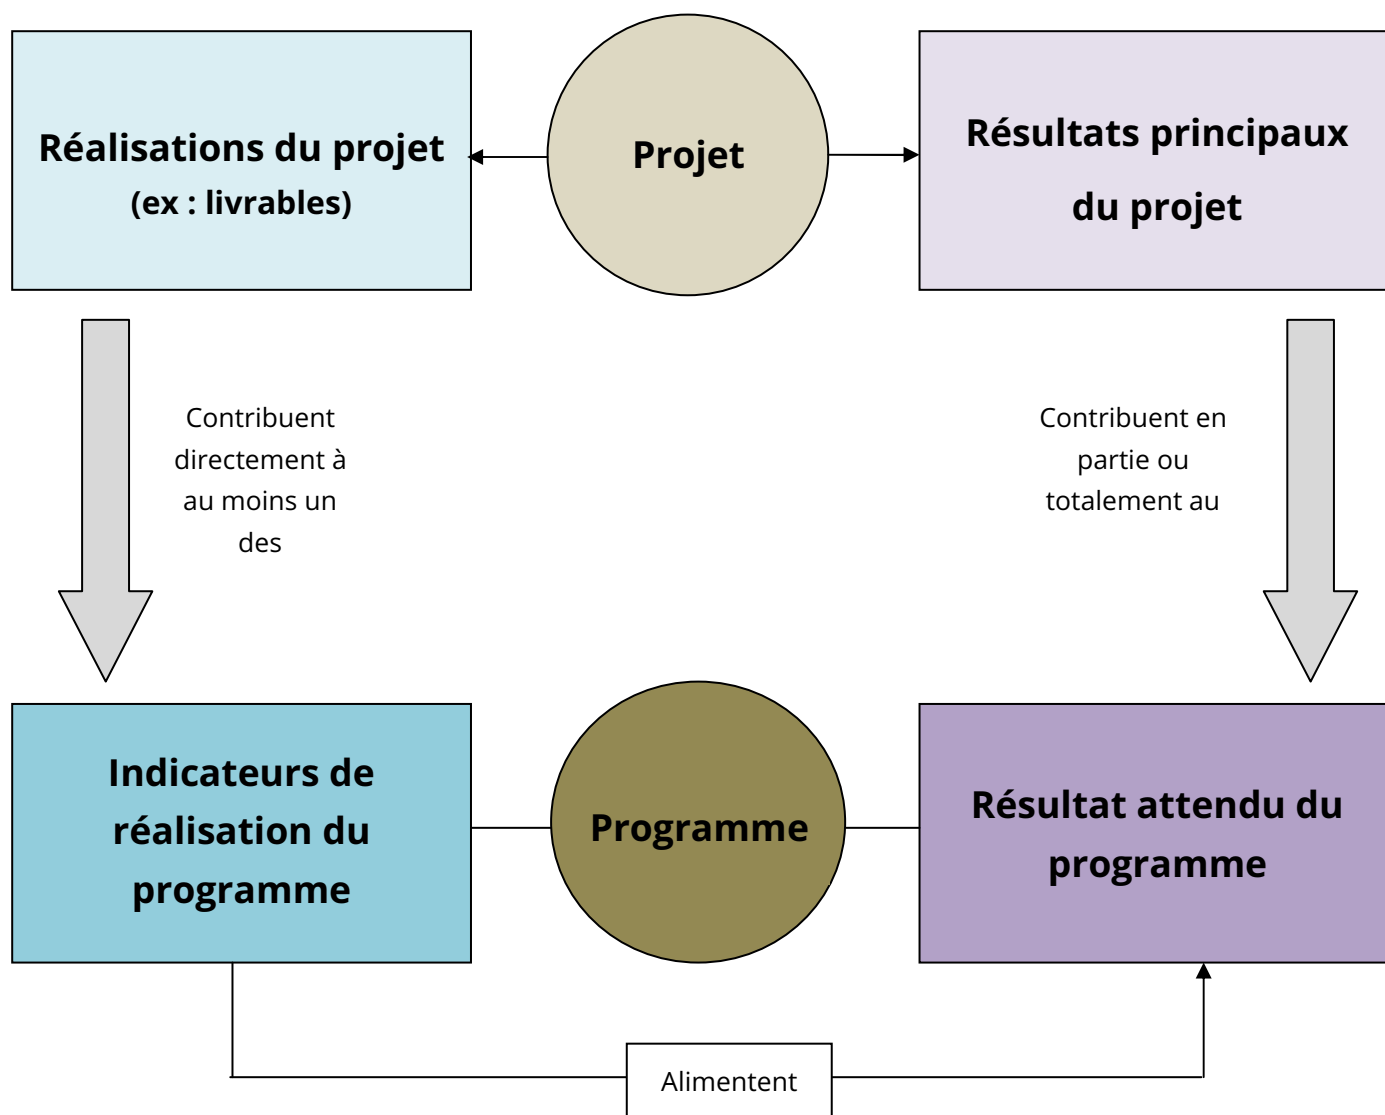 Réalisations du projet
(ex : livrables)
Projet
Résultats principaux
du projet
Contribuent
directement à
au moins un
des
Contribuent en
partie ou
totalement au
Indicateurs de
réalisation du
programme
Programme
Résultat attendu du
programme
Alimentent